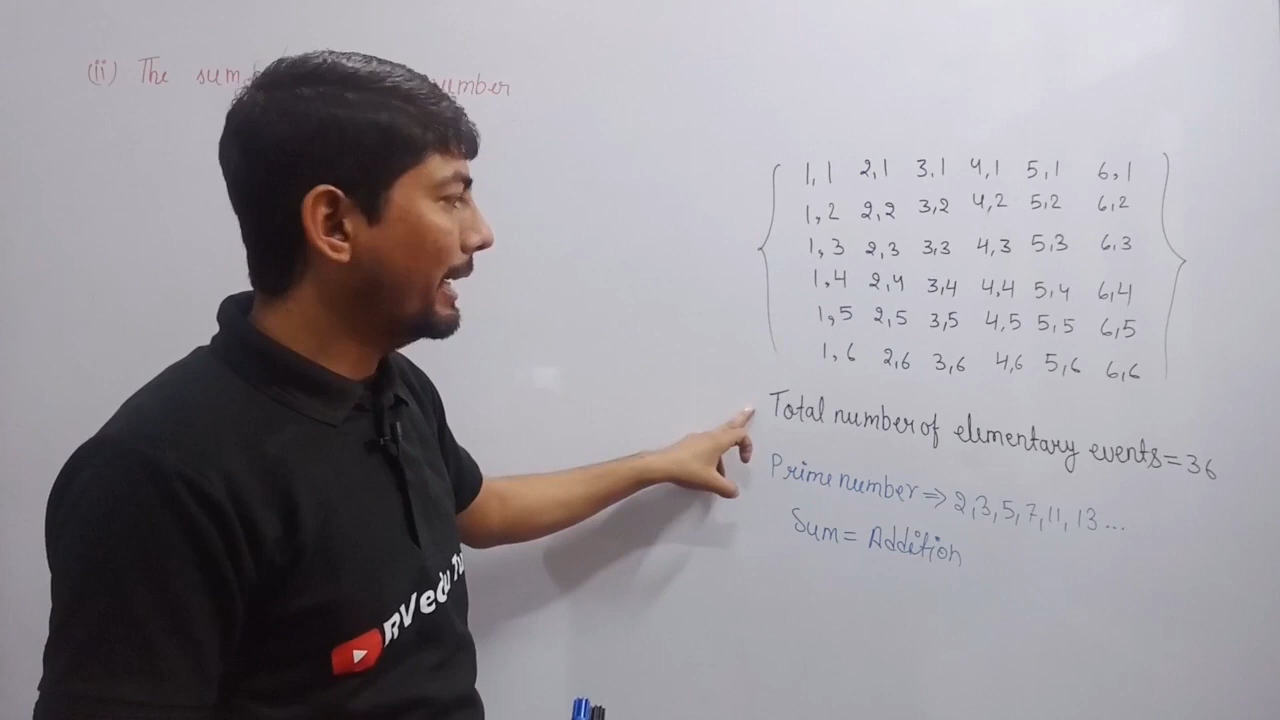 (ii) The sum
1,1 2,1 3,1 4,1 5,1 6,1
1,2 2,2 3,2 4,2 5,2 6,2
1,3 2,3 3,3 4,3 5,3 6,3
1,4 2,4 3,4 4,4 5,4 6,4
1,5 2,5 3,5 4,5 5,5 6,5
1,6 2,6 3,6 4,6 5,6 6,6
Total number of elementary events = 36
Prime number ⇒ 2,3,5,7,11,13...
Sum = Addition
RV edu Tu